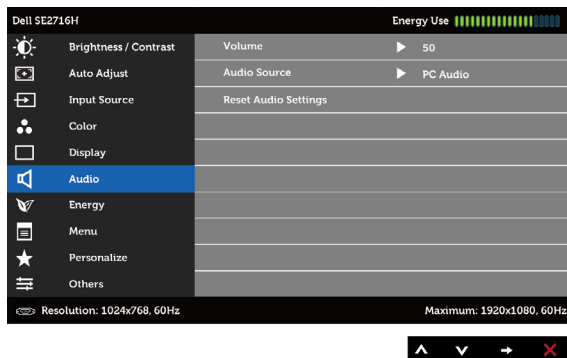 Dell SE2716H Energy Use
Brightness / Contrast Volume 50
Auto Adjust Audio Source PC Audio
Input Source Reset Audio Settings
Color
Display
Audio
Energy
Menu
Personalize
Others
Resolution: 1024x768, 60Hz Maximum: 1920x1080, 60Hz